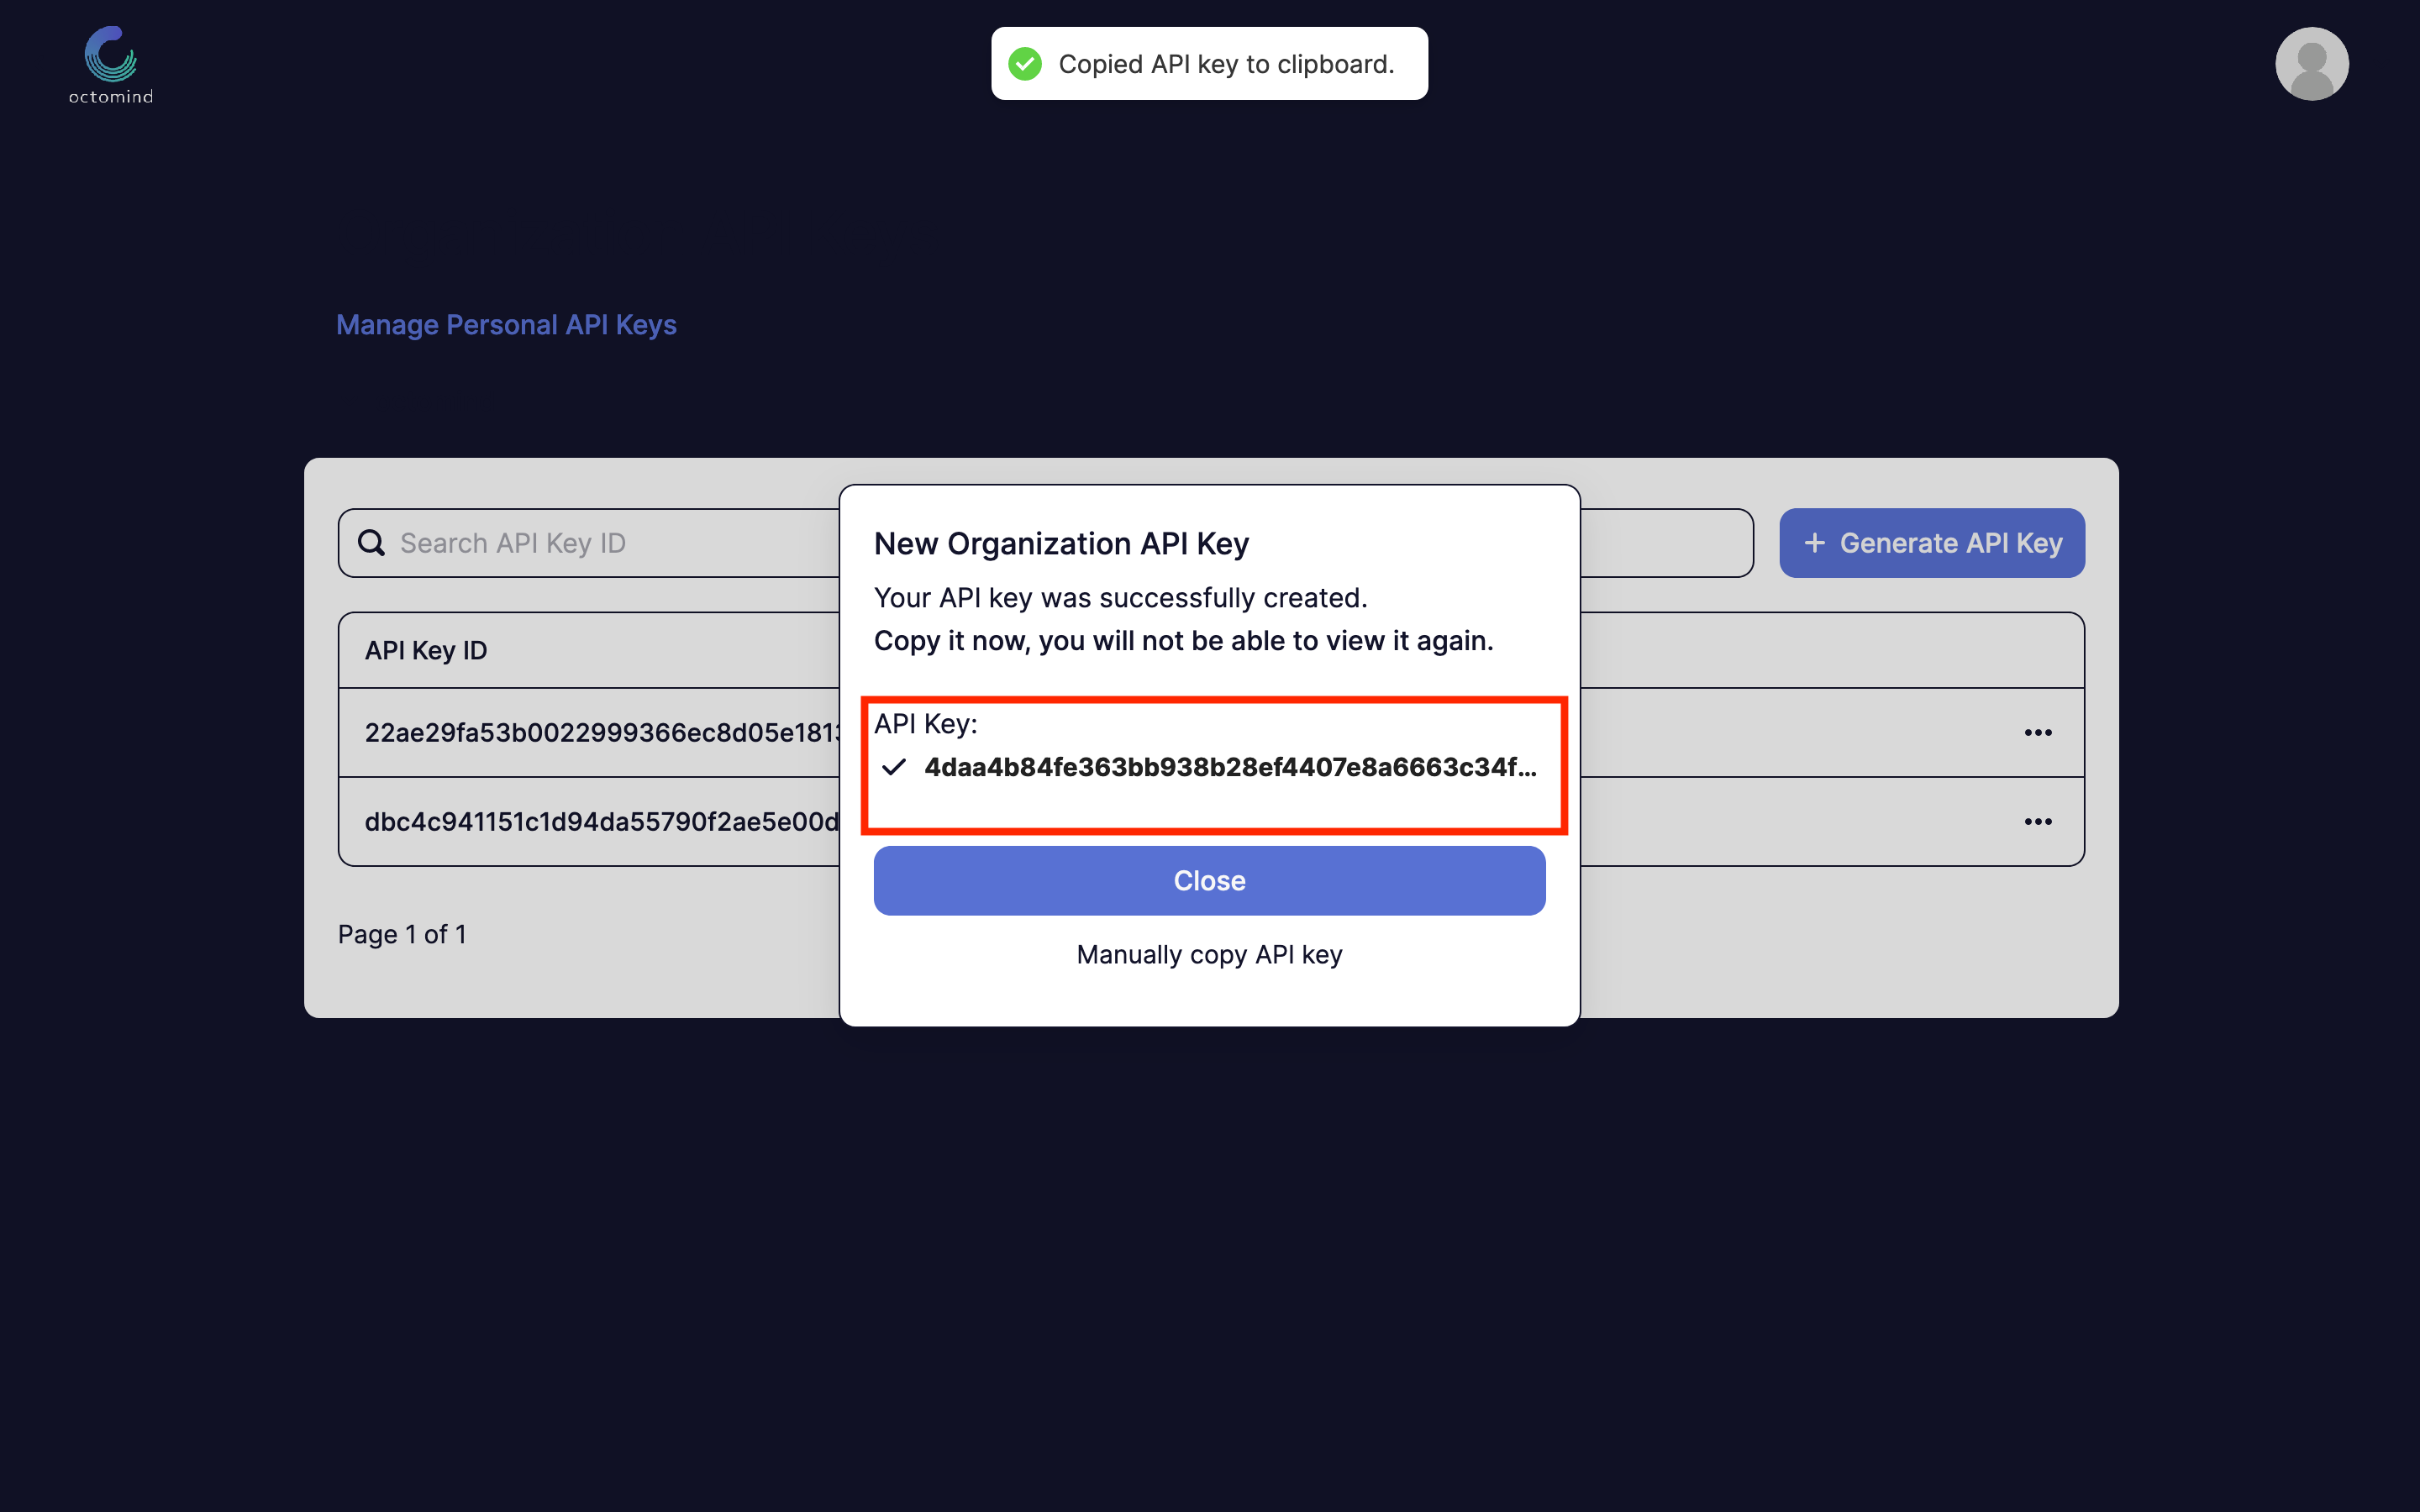 octomind
Copied API key to clipboard.
Manage Personal API Keys
Search API Key ID
+ Generate API Key
New Organization API Key
Your API key was successfully created.
Copy it now, you will not be able to view it again.
API Key ID
22ae29fa53b0022999366ec8d05e181
dbc4c941151c1d94da55790f2ae5e00d
API Key:
4daa4b84fe363bb938b28ef4407e8a6663c34f...
Close
Manually copy API key
Page 1 of 1